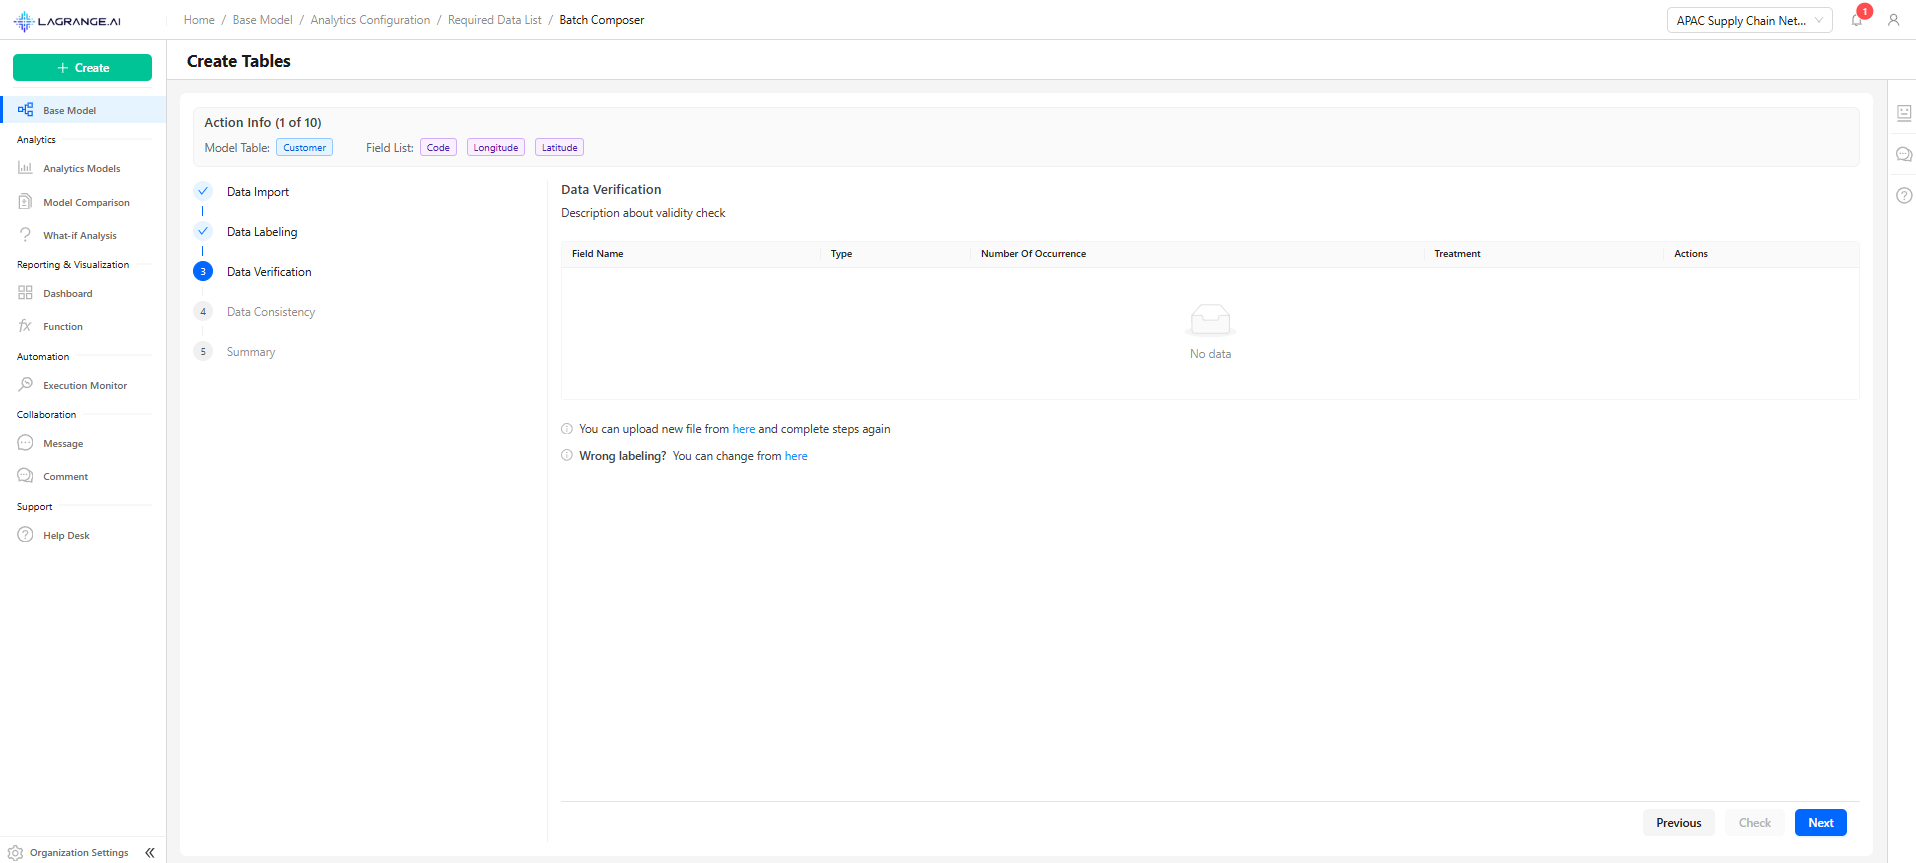 LAGRANGE.AI
Home / Base Model / Analytics Configuration / Required Data List / Batch Composer
APAC Supply Chain Net...
1
Create
Base Model
Analytics
Analytics Models
Model Comparison
What-if Analysis
Reporting & Visualization
Dashboard
Function
Automation
Execution Monitor
Collaboration
Message
Comment
Support
Help Desk
Organization Settings
Create Tables
Action Info (1 of 10)
Model Table: Customer Field List: Code Longitude Latitude
Data Import
Data Labeling
3 Data Verification
4 Data Consistency
5 Summary
Data Verification
Description about validity check
Field Name Type Number Of Occurrence Treatment Actions
No data
You can upload new file from here and complete steps again
Wrong labeling? You can change from here
Previous Check Next